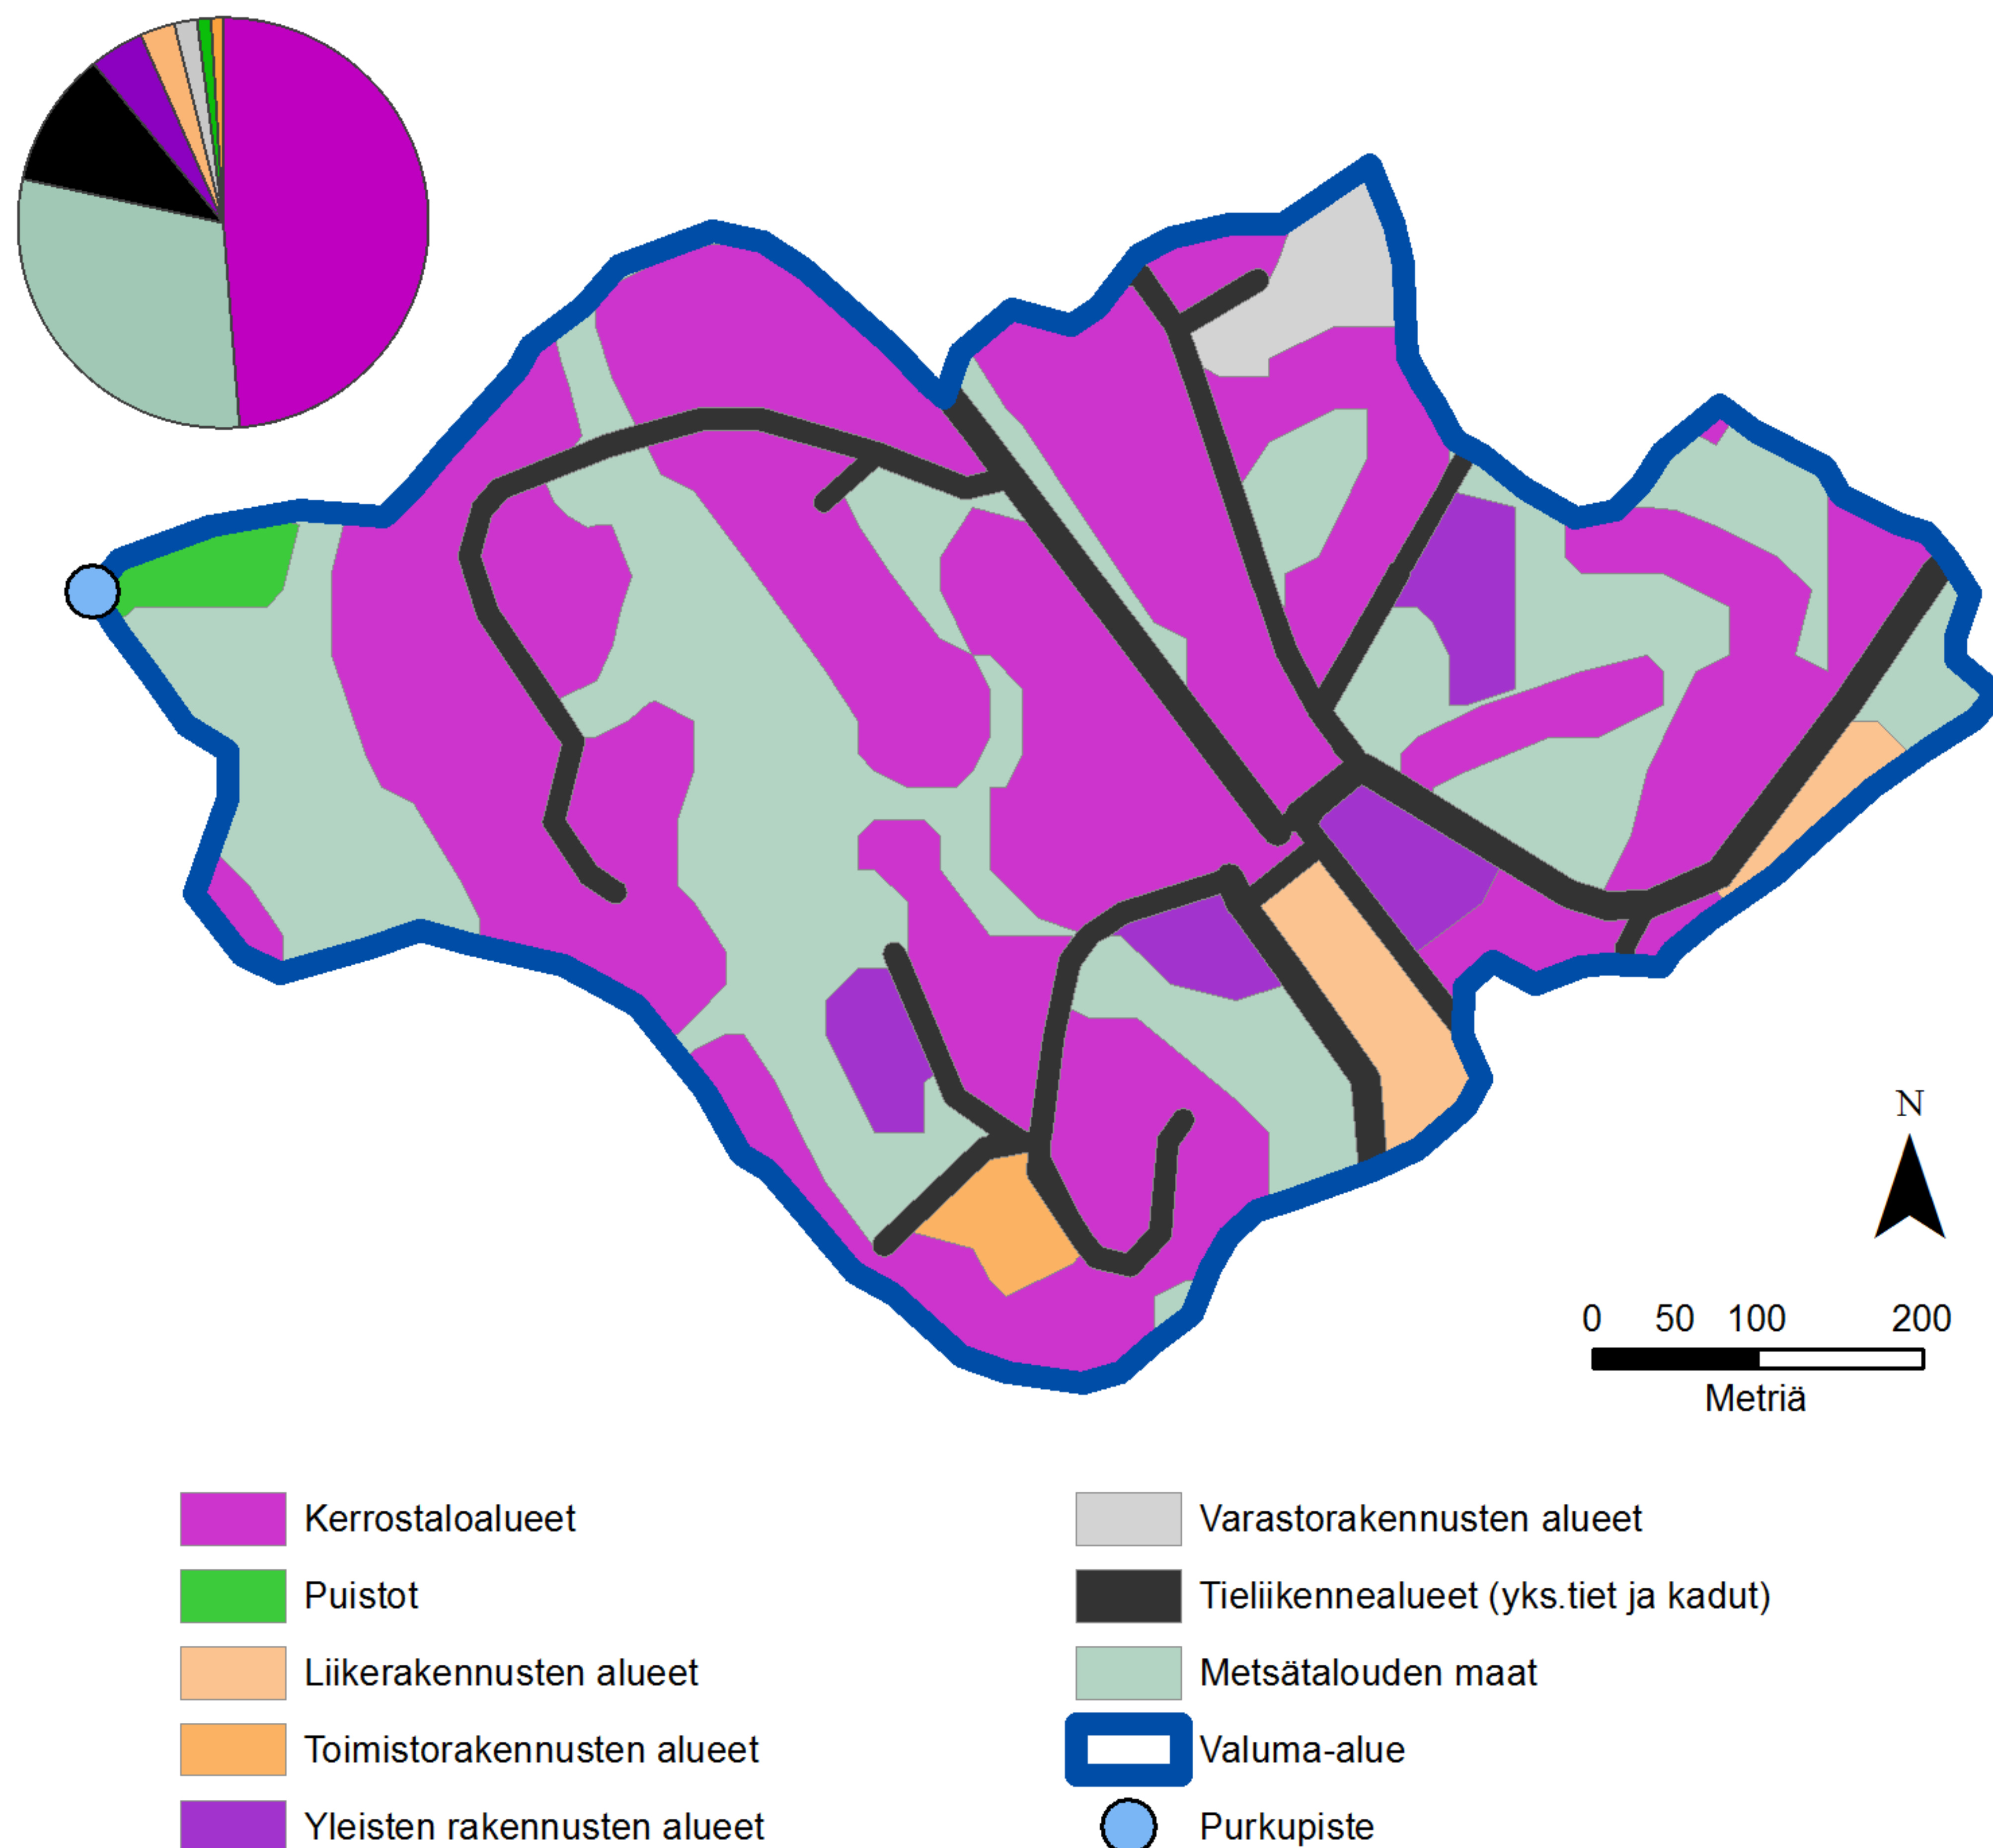 N
0 50 100 200
Metriä
Kerrostaloalueet
Puistot
Liikerakennusten alueet
Toimistorakennusten alueet
Yleisten rakennusten alueet
Varastorakennusten alueet
Tieliikennealueet (yks.tiet ja kadut)
Metsätalouden maat
Valuma-alue
Purkupiste